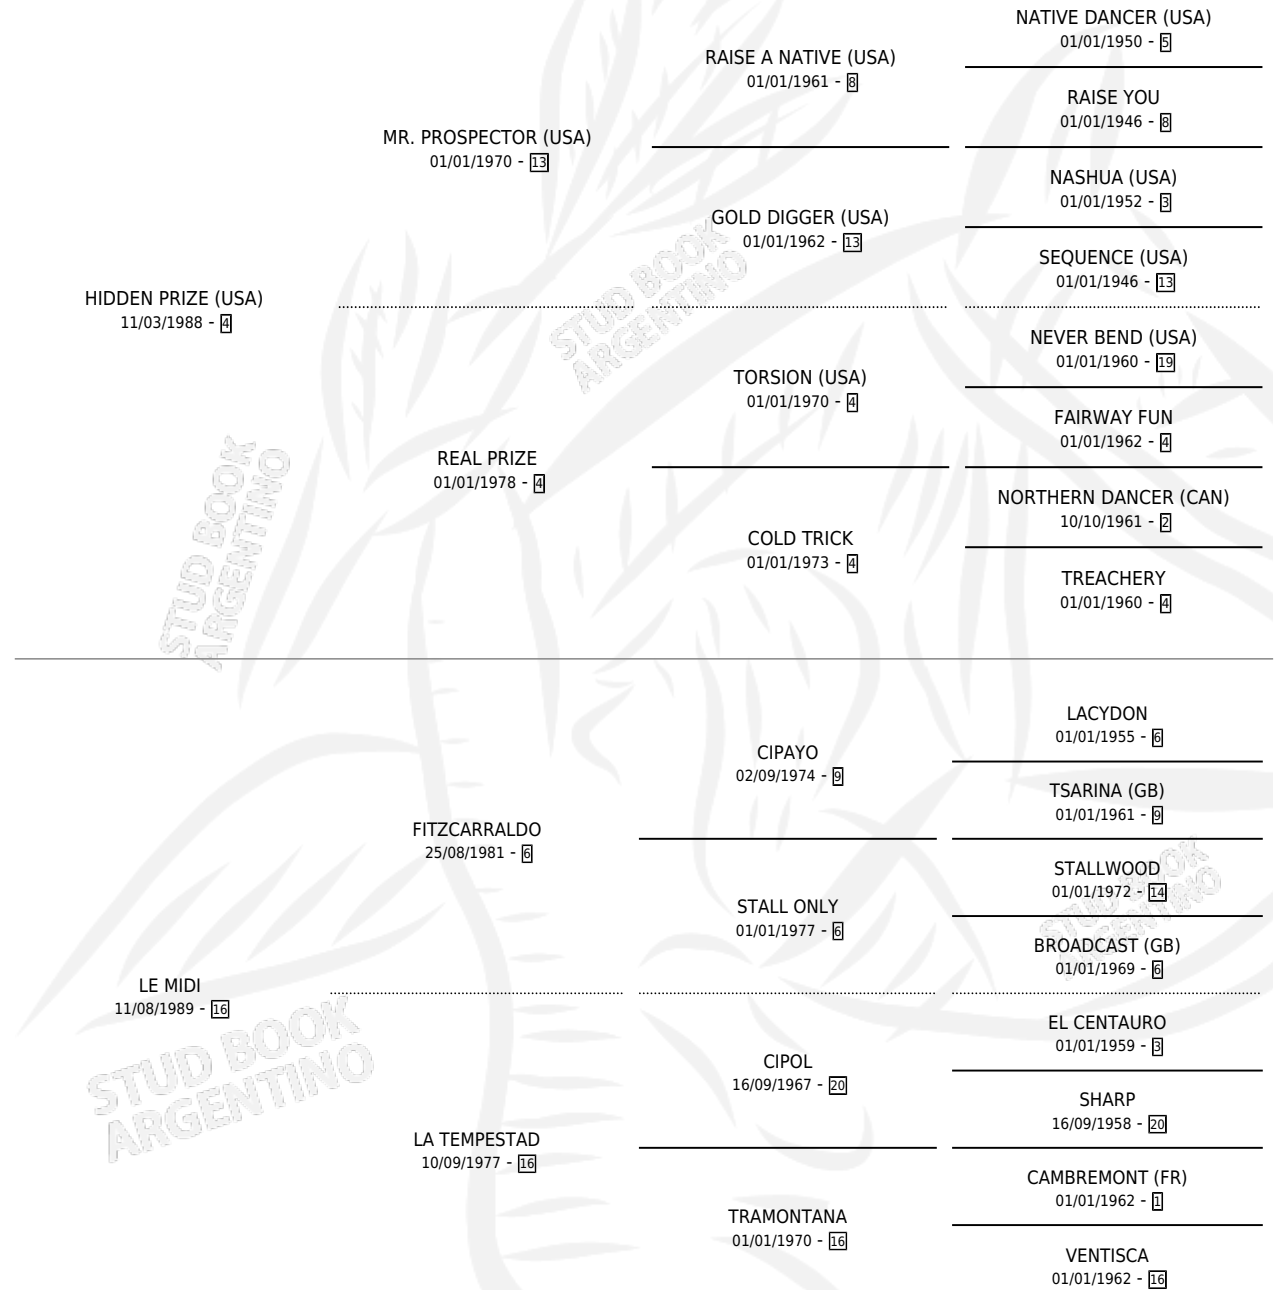 NATIVE DANCER (USA)
01/01/1950 - 5
RAISE A NATIVE (USA)
01/01/1961 - 8
RAISE YOU
01/01/1946 - 8
MR. PROSPECTOR (USA)
01/01/1970 - 13
NASHUA (USA)
01/01/1952 - 3
GOLD DIGGER (USA)
01/01/1962 - 13
SEQUENCE (USA)
01/01/1946 - 13
HIDDEN PRIZE (USA)
11/03/1988 - 4
NEVER BEND (USA)
01/01/1960 - 19
TORSION (USA)
01/01/1970 - 4
FAIRWAY FUN
01/01/1962 - 4
REAL PRIZE
01/01/1978 - 4
NORTHERN DANCER (CAN)
10/10/1961 - 2
COLD TRICK
01/01/1973 - 4
TREACHERY
01/01/1960 - 4
LACYDON
01/01/1955 - 6
CIPAYO
02/09/1974 - 9
TSARINA (GB)
01/01/1961 - 9
FITZCARRALDO
25/08/1981 - 6
STALLWOOD
01/01/1972 - 14
STALL ONLY
01/01/1977 - 6
BROADCAST (GB)
01/01/1969 - 6
LE MIDI
11/08/1989 - 16
EL CENTAURO
01/01/1959 - 3
CIPOL
16/09/1967 - 20
SHARP
16/09/1958 - 20
LA TEMPESTAD
10/09/1977 - 16
CAMBREMONT (FR)
01/01/1962 - 1
TRAMONTANA
01/01/1970 - 16
VENTISCA
01/01/1962 - 16
STUD BOOK
ARGENTINO
STUD BOOK
ARGENTINO
STUD BOOK
ARGENTINO
STUD BOOK
ARGENTINO